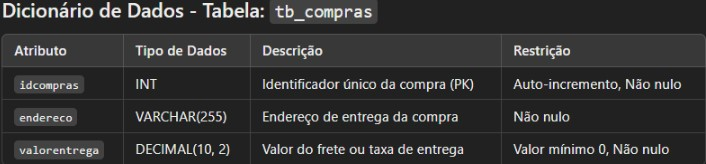 Dicionário de Dados - Tabela: tb_compras
Atributo Tipo de Dados Descrição Restrição
idcompras INT Identificador único da compra (PK) Auto-incremento, Não nulo
endereco VARCHAR(255) Endereço de entrega da compra Não nulo
valorentrega DECIMAL(10, 2) Valor do frete ou taxa de entrega Valor mínimo 0, Não nulo